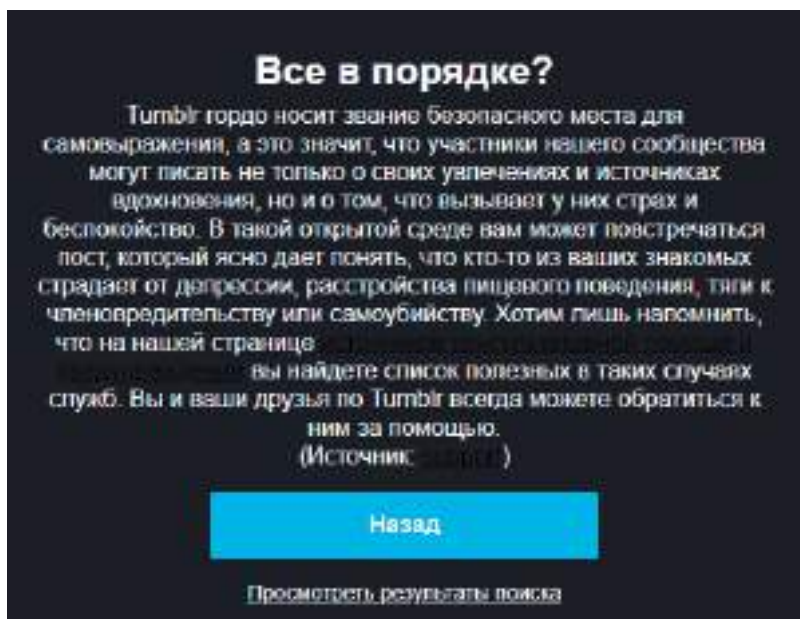 Все в порядке?
Tumblr гордо носит звание безопасного места для
самовыражения, а это значит, что участники нашего сообщества
могут писать не только о своих увлечениях и источниках
вдохновения, но и о том, что вызывает у них страх и
беспокойство. В такой открытой среде вам может повстречаться
пост, который ясно дает понять, что кто-то из ваших знакомых
страдает от депрессии, расстройства пищевого поведения, тяги к
членовредительству или самоубийству. Хотим лишь напомнить,
что на нашей странице
вы найдете список полезных в таких случаях
служб. Вы и ваши друзья по Tumblr всегда можете обратиться к
ним за помощью.
(Источник: )
Назад
Просмотреть результаты поиска